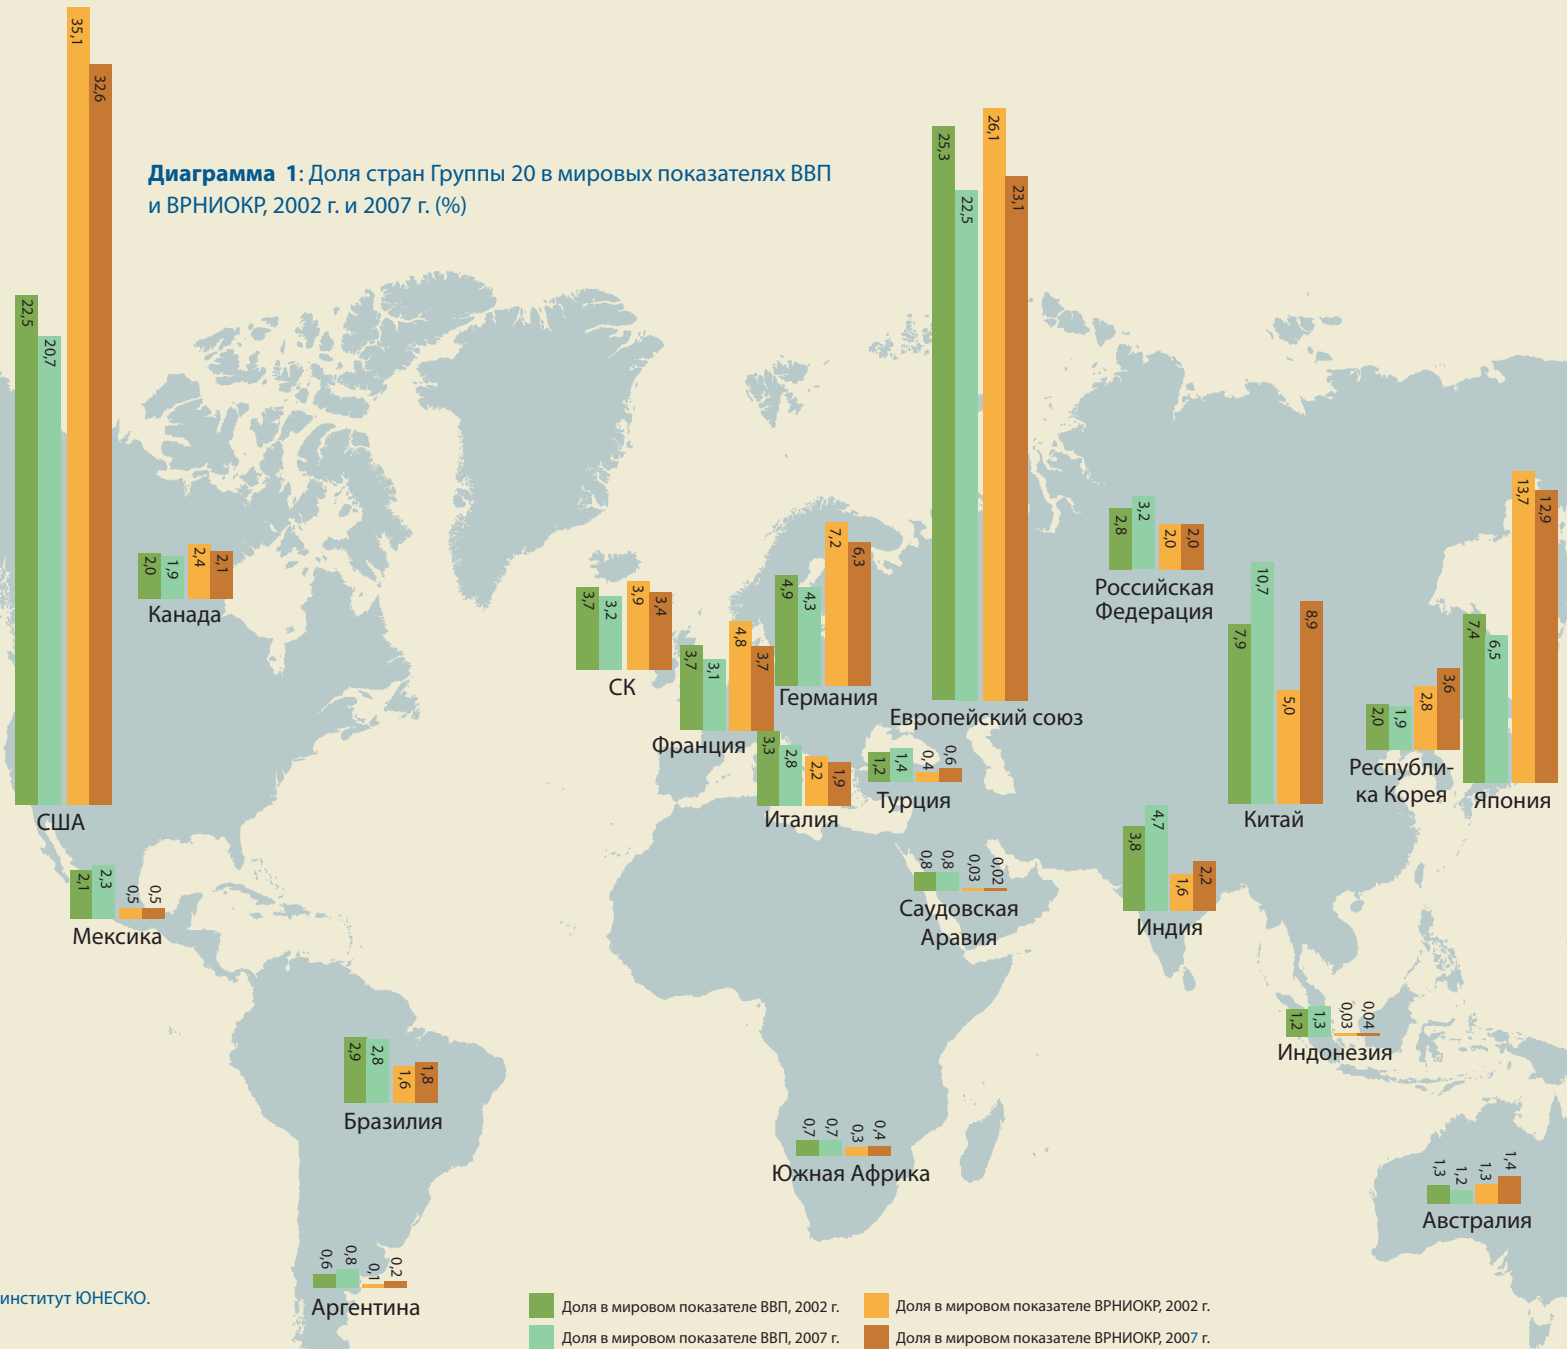 35,1
32,6
22,5
20,7
США
Диаграмма 1: Доля стран Группы 20 в мировых показателях ВВП
и ВРНИОКР, 2002 г. и 2007 г. (%)
25,3
22,5
26,1
23,1
Европейский союз
2,0
1,9
2,4
2,1
Канада
3,7
3,2
3,9
3,4
СК
3,7
3,1
4,8
3,7
Франция
4,9
4,3
7,2
6,3
Германия
3,3
2,8
2,2
1,9
Италия
1,2
1,4
0,4
0,6
Турция
2,8
3,2
2,0
2,0
Российская
Федерация
7,9
10,7
5,0
8,9
Китай
2,0
1,9
2,8
3,6
Республи-
ка Корея
7,4
6,5
13,7
12,9
Япония
2,1
2,3
0,5
0,5
Мексика
0,8
0,8
0,03
0,02
Саудовская
Аравия
3,8
4,7
1,6
2,2
Индия
1,2
1,3
0,03
0,04
Индонезия
2,9
2,8
1,6
1,8
Бразилия
0,7
0,7
0,3
0,4
Южная Африка
1,3
1,2
1,3
1,4
Австралия
0,6
0,8
0,1
0,2
Аргентина
институт ЮНЕСКО.
Доля в мировом показателе ВВП, 2002 г.
Доля в мировом показателе ВРНИОКР, 2002 г.
Доля в мировом показателе ВВП, 2007 г.
Доля в мировом показателе ВРНИОКР, 2007 г.